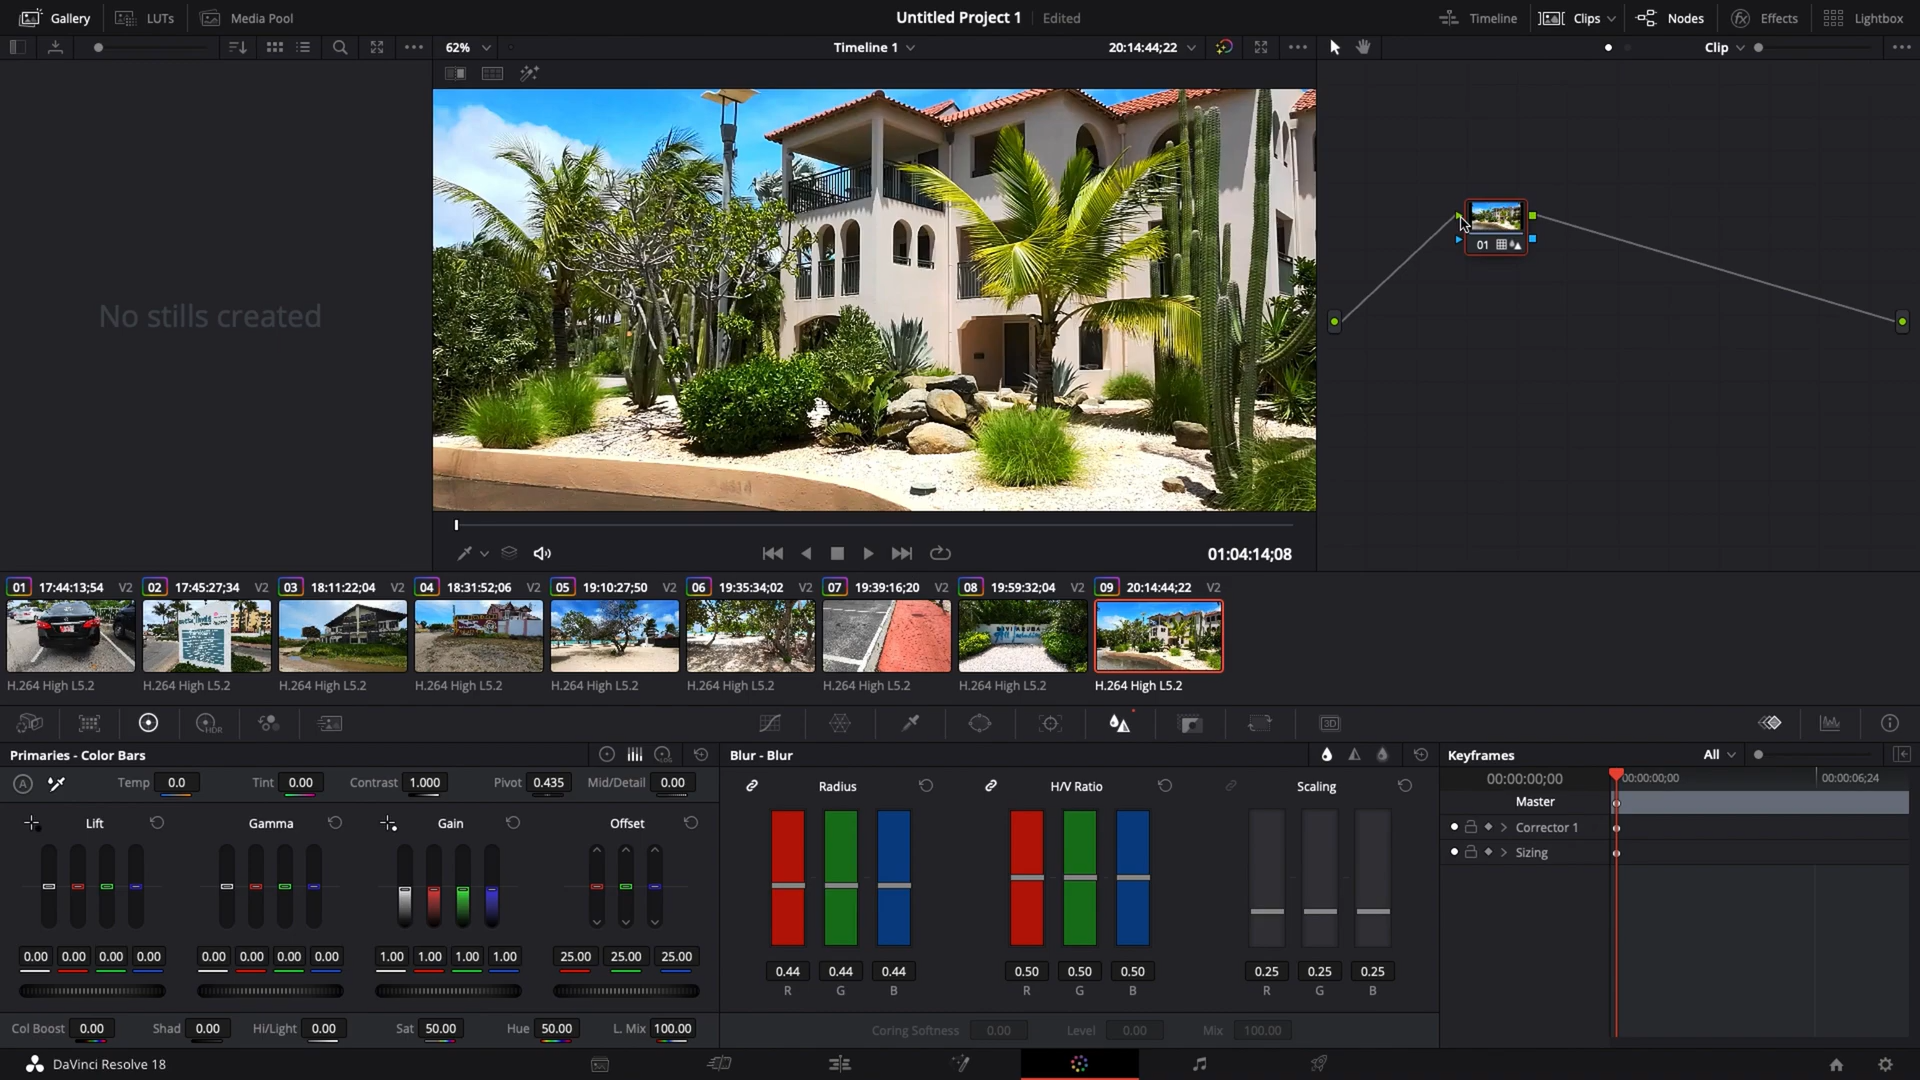 Gallery LUTs Media Pool Untitled Project 1 Edited Timeline Clips Nodes Effects Lightbox
62% Timeline 1 20:14:44;22 Clip
No stills created
01
01:04:14;08
01 17:44:13;54 V2 02 17:45:27;34 V2 03 18:11:22;04 V2 04 18:31:52;06 V2 05 19:10:27;50 V2 06 19:35:34;02 V2 07 19:39:16;20 V2 08 19:59:32;04 V2 09 20:14:44;22 V2
H.264 High L5.2 H.264 High L5.2 H.264 High L5.2 H.264 High L5.2 H.264 High L5.2 H.264 High L5.2 H.264 High L5.2 H.264 High L5.2 H.264 High L5.2
HDR 3D
Primaries - Color Bars LOG Blur - Blur Keyframes All
A Temp 0.0 Tint 0.00 Contrast 1.000 Pivot 0.435 Mid/Detail 0.00 Radius H/V Ratio Scaling 00:00:00;00 00:00:00;00 00:00:06;24
Master
Lift Gamma Gain Offset Corrector 1
Sizing
0.00 0.00 0.00 0.00 0.00 0.00 0.00 0.00 1.00 1.00 1.00 1.00 25.00 25.00 25.00
0.44 0.44 0.44 0.50 0.50 0.50 0.25 0.25 0.25
R G B R G B R G B
Col Boost 0.00 Shad 0.00 Hi/Light 0.00 Sat 50.00 Hue 50.00 L. Mix 100.00 Coring Softness 0.00 Level 0.00 Mix 100.00
DaVinci Resolve 18